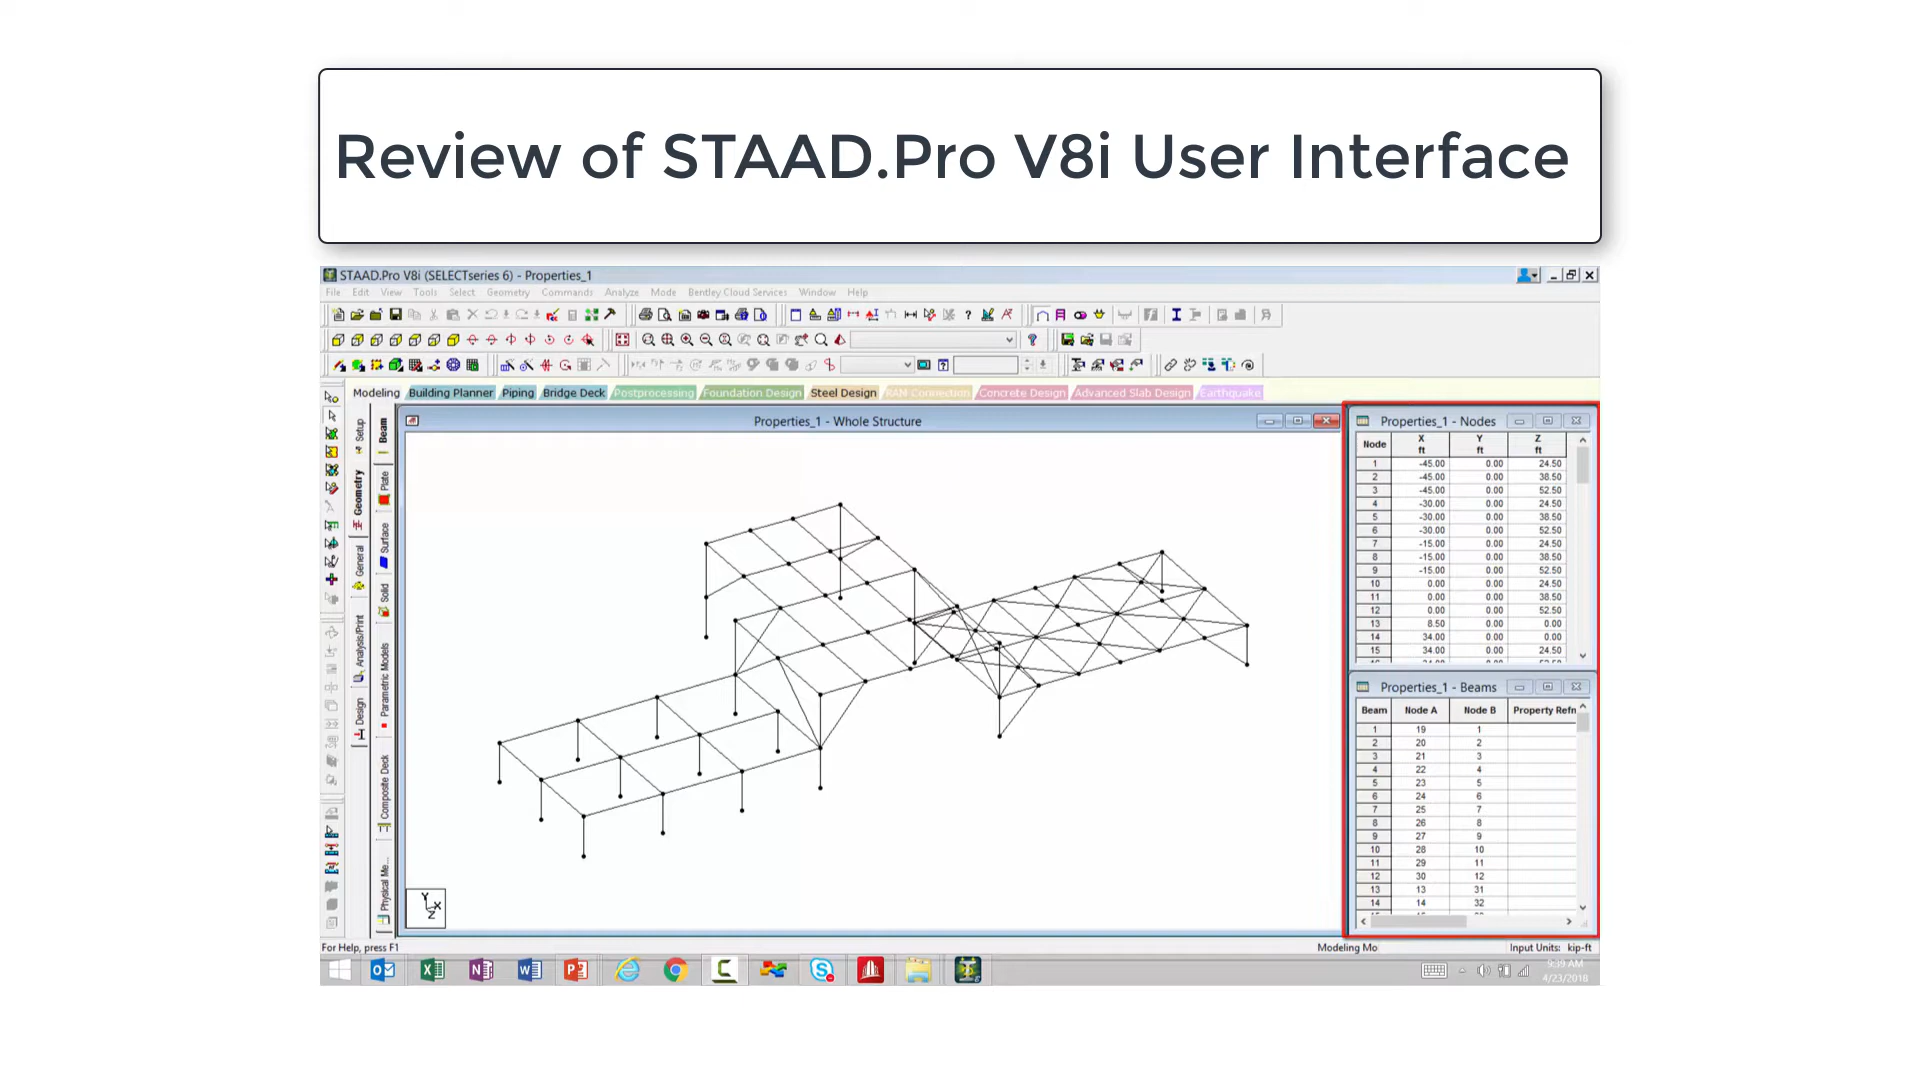 Review of STAAD.Pro V8i User Interface
STAAD.Pro V8i (SELECTseries 6) - Properties_1
File Edit View Tools Select Geometry Commands Analyze Mode Bentley Cloud Services Window Help
Modeling Building Planner Piping Bridge Deck Postprocessing Foundation Design Steel Design RAM Connection Concrete Design Advanced Slab Design Earthquake
Setup
Geometry
General
Analysis/Print
Design
Beam
Plate
Surface
Solid
Parametric Models
Composite Deck
Physical Me...
Properties_1 - Whole Structure
Y
X
Z
Properties_1 - Nodes
Node X ft Y ft Z ft
1 -45.00 0.00 24.50
2 -45.00 0.00 38.50
3 -45.00 0.00 52.50
4 -30.00 0.00 24.50
5 -30.00 0.00 38.50
6 -30.00 0.00 52.50
7 -15.00 0.00 24.50
8 -15.00 0.00 38.50
9 -15.00 0.00 52.50
10 0.00 0.00 24.50
11 0.00 0.00 38.50
12 0.00 0.00 52.50
13 8.50 0.00 0.00
14 34.00 0.00 0.00
15 34.00 0.00 24.50
Properties_1 - Beams
Beam Node A Node B Property Refn
1 19 1
2 20 2
3 21 3
4 22 4
5 23 5
6 24 6
7 25 7
8 26 8
9 27 9
10 28 10
11 29 11
12 30 12
13 13 31
14 14 32
For Help, press F1
Modeling Mo
Input Units: kip-ft
9:39 AM
4/23/2018